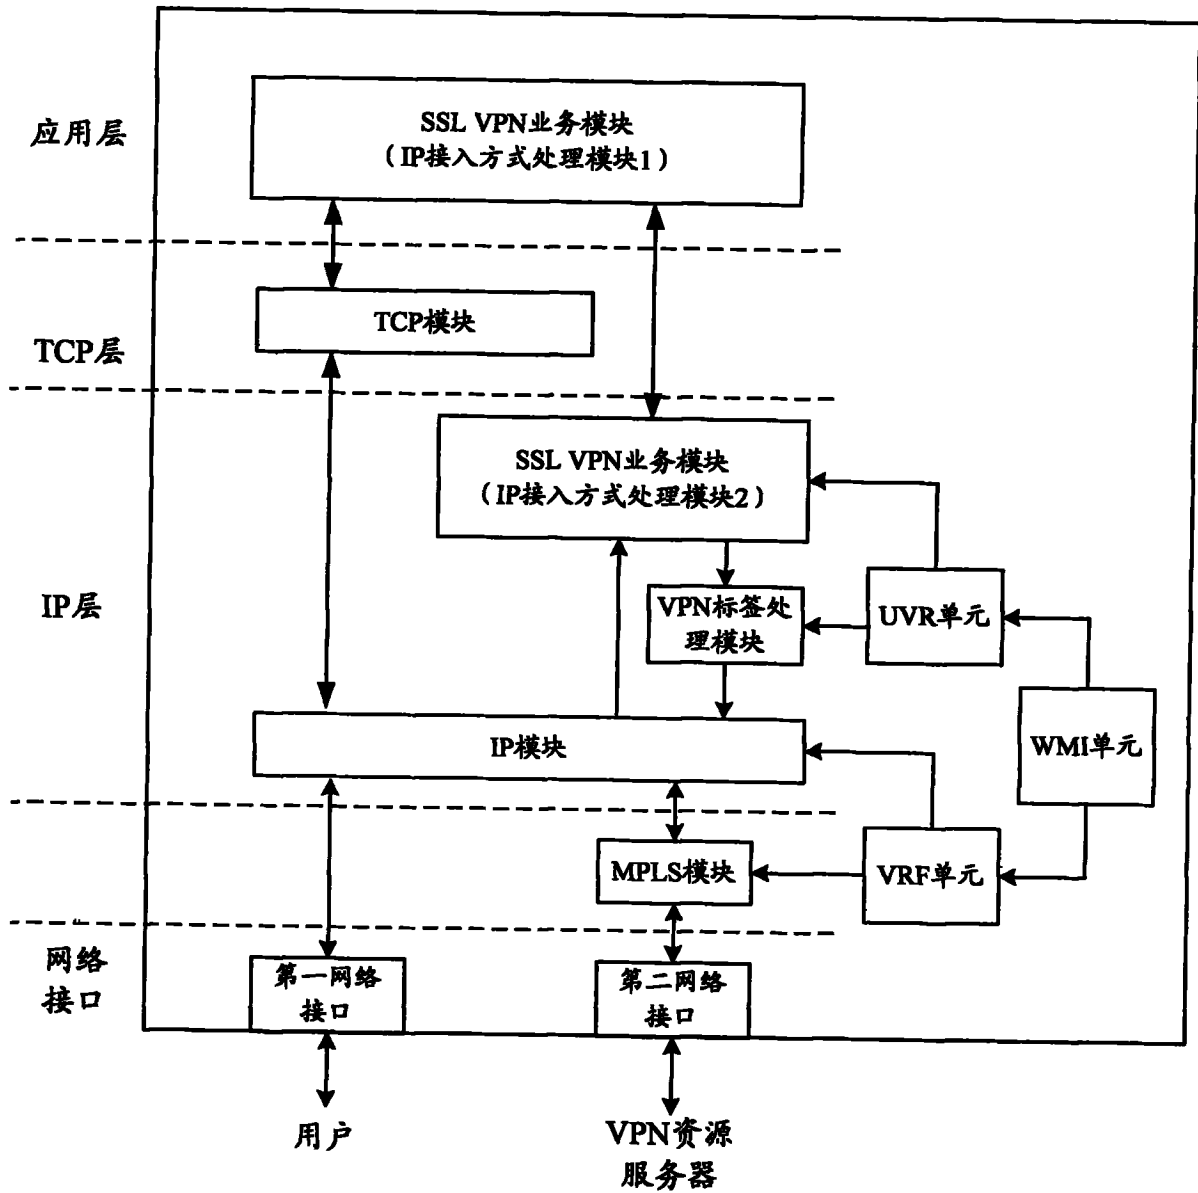 应用层
SSL VPN业务模块
(IP接入方式处理模块1)
TCP层
TCP模块
IP层
SSL VPN业务模块
(IP接入方式处理模块2)
VPN标签处
理模块
UVR单元
IP模块
WMI单元
MPLS模块
VRF单元
网络
接口
第一网络
接口
第二网络
接口
用户
VPN资源
服务器